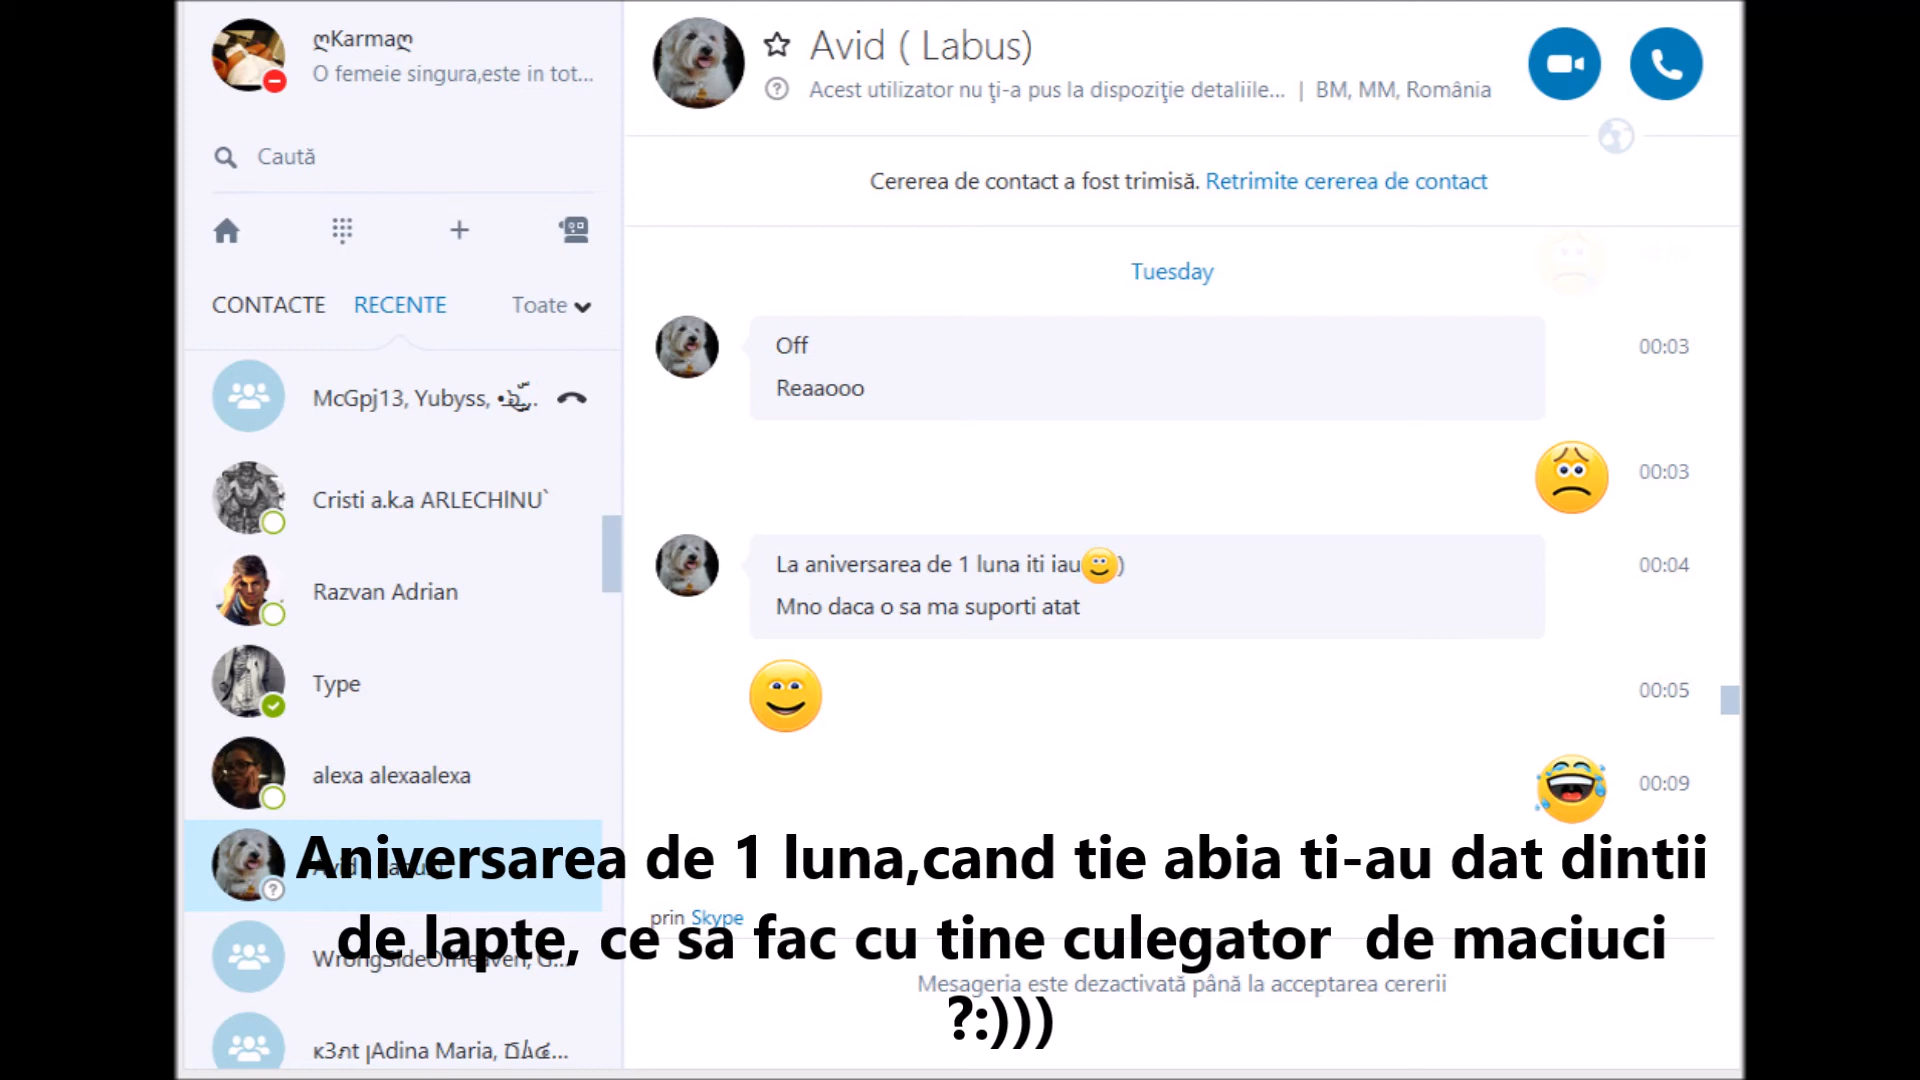 ღKarmaღ
O femeie singura,este in tot...
Caută
CONTACTE RECENTE Toate
McGpj13, Yubyss,
Cristi a.k.a ARLECHlNU`
Razvan Adrian
Type
alexa alexaalexa
Avid ( Labus)
WrongSideOfHeaven, G...
Adina Maria,
Avid ( Labus)
Acest utilizator nu ţi-a pus la dispoziţie detaliile... | BM, MM, România
Cererea de contact a fost trimisă. Retrimite cererea de contact
Tuesday
Off 00:03
Reaaooo
00:03
La aniversarea de 1 luna iti iau ) 00:04
Mno daca o sa ma suporti atat
00:05
00:09
Aniversarea de 1 luna,cand tie abia ti-au dat dintii
prin Skype
de lapte, ce sa fac cu tine culegator de maciuci
Mesageria este dezactivată până la acceptarea cererii
?:)))